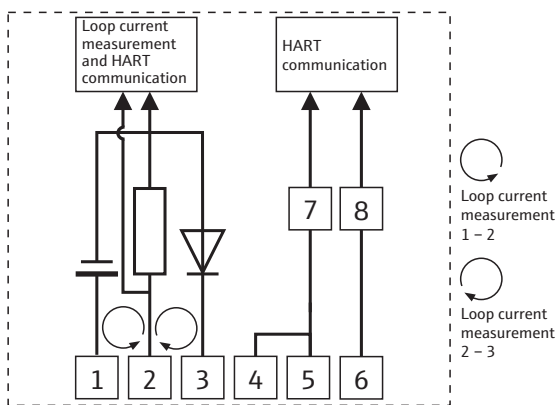 Loop current
measurement
and HART
communication
HART
communication
7
8
Loop current
measurement
1 – 2
Loop current
measurement
2 – 3
1
2
3
4
5
6